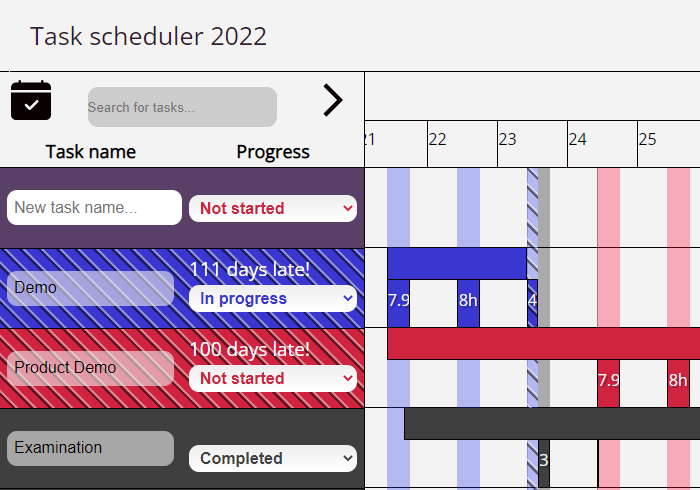 Task scheduler 2022
Search for tasks...
21 22 23 24 25
Task name Progress
New task name... Not started
111 days late!
Demo In progress
7.9 8h 4
100 days late!
Product Demo Not started
7.9 8h
Examination Completed
3